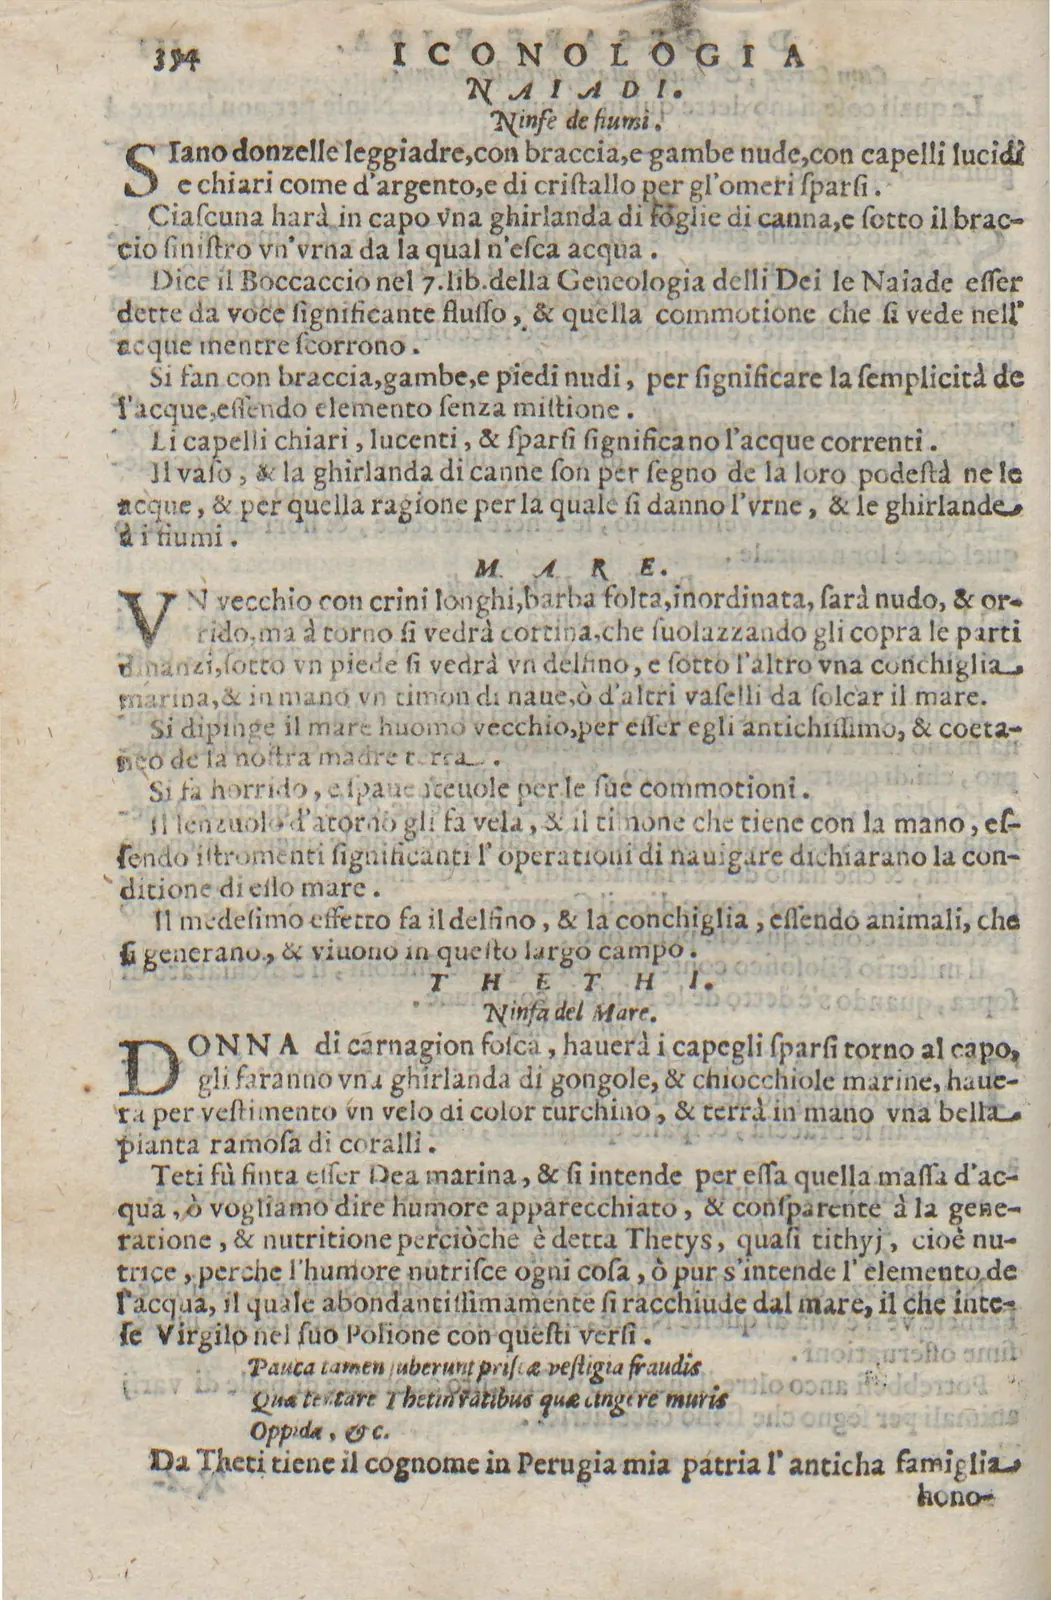 394 ICONOLOGIA
NAIADI.
Ninfe de fiumi.
SIano donzelle leggiadre,con braccia,e gambe nude,con capelli lucidi
e chiari come d'argento,e di criſtallo per gl'omeri ſparſi.
Ciaſcuna harà in capo vna ghirlanda di foglie di canna,e ſotto il brac-
cio ſiniſtro vn'vrna da la qual n'eſca acqua.
Dice il Boccaccio nel 7.lib.della Geneologia delli Dei le Naiade eſſer
dette da voce ſignificante fluſſo, & quella commotione che ſi vede nell'
acque mentre ſcorrono.
Si fan con braccia,gambe,e piedi nudi, per ſignificare la ſemplicità de
l'acque,eſſendo elemento ſenza miſtione.
Li capelli chiari, lucenti, & ſparſi ſignificano l'acque correnti.
Il vaſo, & la ghirlanda di canne ſon per ſegno de la loro podeſtà ne le
acque, & per quella ragione per la quale ſi danno l'vrne, & le ghirlande
à i fiumi.
MARE.
VN vecchio con crini longhi,barba folta,inordinata, ſarà nudo, & or-
rido,ma à torno ſi vedrà cortina,che ſuolazzando gli copra le parti
dinanzi,ſotto vn piede ſi vedrà vn delfino, e ſotto l'altro vna conchiglia
marina,& in mano vn timon di naue,ò d'altri vaſelli da ſolcar il mare.
Si dipinge il mare huomo vecchio,per eſſer egli antichiſſimo, & coeta-
neo de la noſtra madre terra.
Si fà horrido, e ſpauenteuole per le ſue commotioni.
Il lenzuolo d'atorno gli fà vela, & il timone che tiene con la mano, eſ-
ſendo iſtromenti ſignificanti l'operationi di nauigare dichiarano la con-
ditione di eſſo mare.
Il medeſimo effetto fa il delfino, & la conchiglia, eſſendo animali, che
ſi generano, & viuono in queſto largo campo.
THETHI.
Ninfa del Mare.
DONNA di carnagion foſca, hauerà i capegli ſparſi torno al capo,
gli faranno vna ghirlanda di gongole, & chiocchiole marine, haue-
rà per veſtimento vn velo di color turchino, & terrà in mano vna bella
pianta ramoſa di coralli.
Teti fù finta eſſer Dea marina, & ſi intende per eſſa quella maſſa d'ac-
qua, ò vogliamo dire humore apparecchiato, & conſparente à la gene-
ratione, & nutritione perciòche è detta Thetys, quaſi tithyj, cioè nu-
trice, perche l'humore nutriſce ogni coſa, ò pur s'intende l'elemento de
l'acqua, il quale abondantiſſimamente ſi racchiude dal mare, il che inte-
ſe Virgilo nel ſuo Polione con queſti verſi.
Pauca tamen ſuberunt priſcæ veſtigia fraudis
Quæ tentare Thetin ratibus quæ cingere muris
Oppida, &c.
Da Theti tiene il cognome in Perugia mia patria l'anticha famiglia
hono-